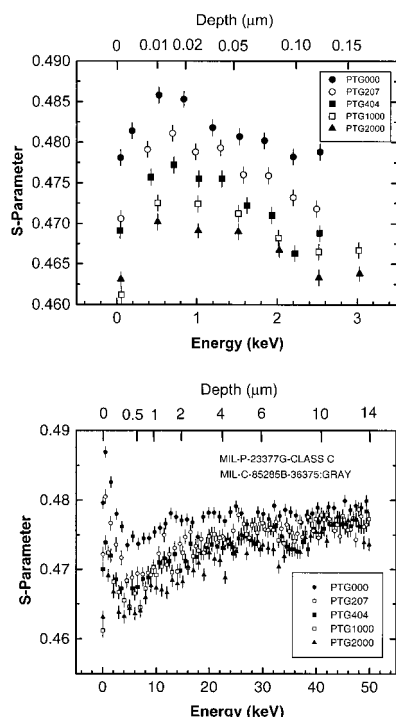 Depth (μm)
0 0.01 0.02 0.05 0.10 0.15
0.490
0.485
0.480
0.475
0.470
0.465
0.460
S-Parameter
PTG000
PTG207
PTG404
PTG1000
PTG2000
0 1 2 3
Energy (keV)
Depth (μm)
0 0.5 1 2 4 6 10 14
0.49
0.48
0.47
0.46
S-Parameter
MIL-P-23377G-CLASS C
MIL-C-85285B-36375:GRAY
PTG000
PTG207
PTG404
PTG1000
PTG2000
0 10 20 30 40 50
Energy (keV)